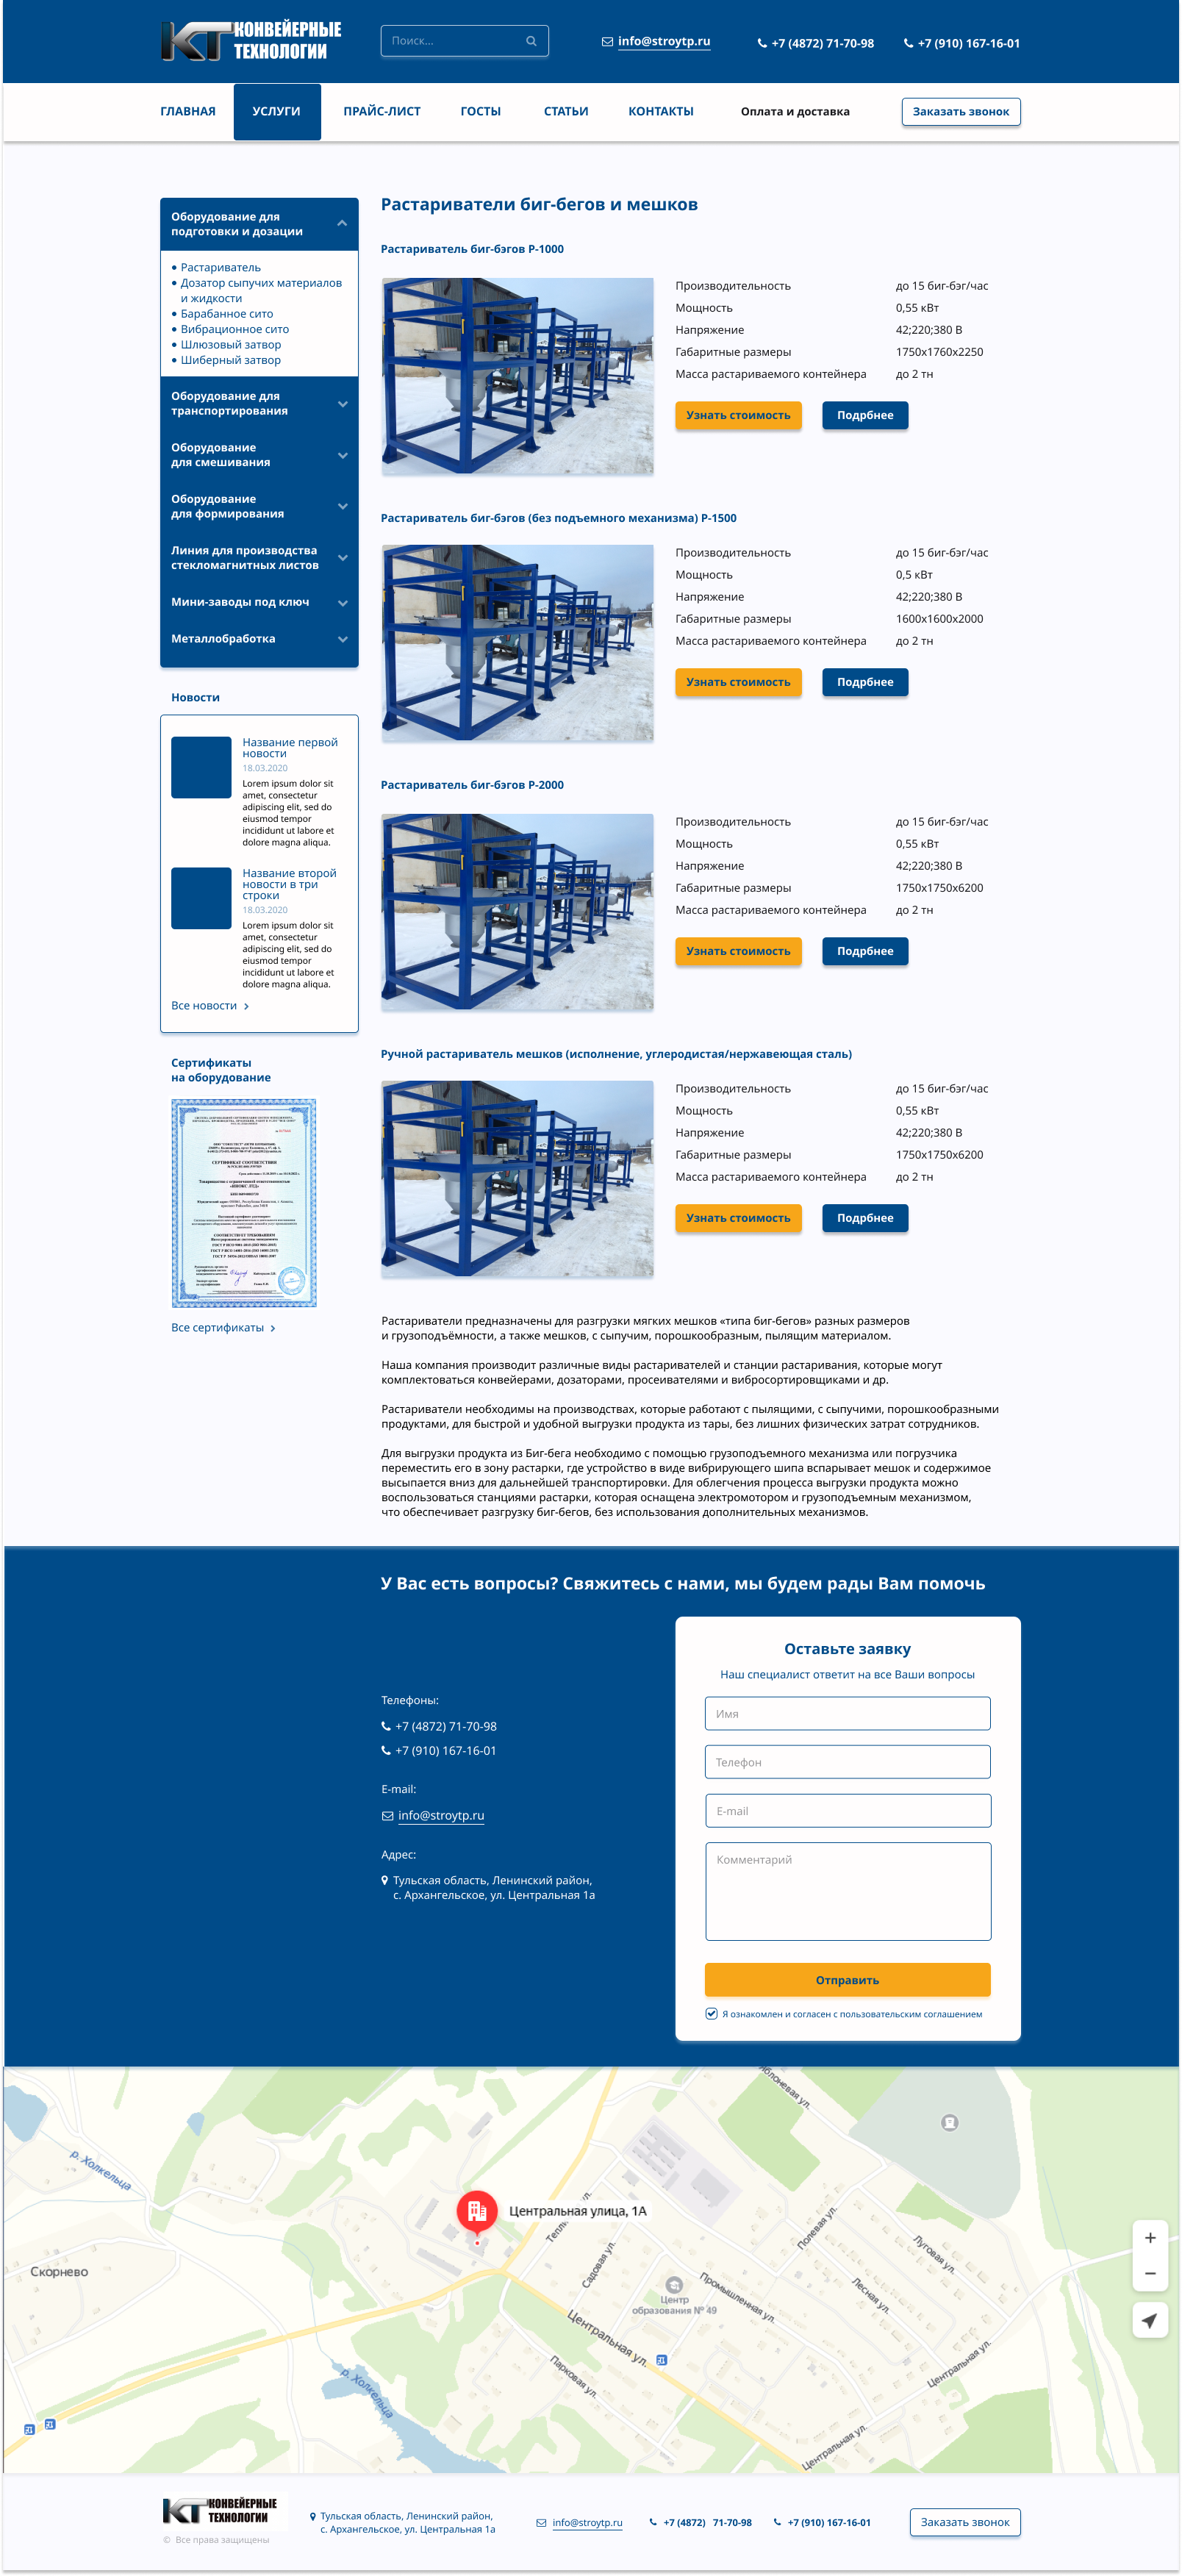 КТ КОНВЕЙЕРНЫЕ
ТЕХНОЛОГИИ
Поиск...
info@stroytp.ru
+7 (4872) 71-70-98
+7 (910) 167-16-01
ГЛАВНАЯ
УСЛУГИ
ПРАЙС-ЛИСТ
ГОСТЫ
СТАТЬИ
КОНТАКТЫ
Оплата и доставка
Заказать звонок
Оборудование для
подготовки и дозации
Растариватель
Дозатор сыпучих материалов
и жидкости
Барабанное сито
Вибрационное сито
Шлюзовый затвор
Шиберный затвор
Оборудование для
транспортирования
Оборудование
для смешивания
Оборудование
для формирования
Линия для производства
стекломагнитных листов
Мини-заводы под ключ
Металлобработка
Новости
Название первой
новости
18.03.2020
Lorem ipsum dolor sit
amet, consectetur
adipiscing elit, sed do
eiusmod tempor
incididunt ut labore et
dolore magna aliqua.
Название второй
новости в три
строки
18.03.2020
Lorem ipsum dolor sit
amet, consectetur
adipiscing elit, sed do
eiusmod tempor
incididunt ut labore et
dolore magna aliqua.
Все новости
Сертификаты
на оборудование
СЕРТИФИКАТ СООТВЕТСТВИЯ
Все сертификаты
Растариватели биг-бегов и мешков
Растариватель биг-бэгов Р-1000
Производительность до 15 биг-бэг/час
Мощность 0,55 кВт
Напряжение 42;220;380 В
Габаритные размеры 1750х1760х2250
Масса растариваемого контейнера до 2 тн
Узнать стоимость
Подрбнее
Растариватель биг-бэгов (без подъемного механизма) Р-1500
Производительность до 15 биг-бэг/час
Мощность 0,5 кВт
Напряжение 42;220;380 В
Габаритные размеры 1600х1600х2000
Масса растариваемого контейнера до 2 тн
Узнать стоимость
Подрбнее
Растариватель биг-бэгов Р-2000
Производительность до 15 биг-бэг/час
Мощность 0,55 кВт
Напряжение 42;220;380 В
Габаритные размеры 1750х1750х6200
Масса растариваемого контейнера до 2 тн
Узнать стоимость
Подрбнее
Ручной растариватель мешков (исполнение, углеродистая/нержавеющая сталь)
Производительность до 15 биг-бэг/час
Мощность 0,55 кВт
Напряжение 42;220;380 В
Габаритные размеры 1750х1750х6200
Масса растариваемого контейнера до 2 тн
Узнать стоимость
Подрбнее
Растариватели предназначены для разгрузки мягких мешков «типа биг-бегов» разных размеров
и грузоподъёмности, а также мешков, с сыпучим, порошкообразным, пылящим материалом.
Наша компания производит различные виды растаривателей и станции растаривания, которые могут
комплектоваться конвейерами, дозаторами, просеивателями и вибросортировщиками и др.
Растариватели необходимы на производствах, которые работают с пылящими, с сыпучими, порошкообразными
продуктами, для быстрой и удобной выгрузки продукта из тары, без лишних физических затрат сотрудников.
Для выгрузки продукта из Биг-бега необходимо с помощью грузоподъемного механизма или погрузчика
переместить его в зону растарки, где устройство в виде вибрирующего шипа вспарывает мешок и содержимое
высыпается вниз для дальнейшей транспортировки. Для облегчения процесса выгрузки продукта можно
воспользоваться станциями растарки, которая оснащена электромотором и грузоподъемным механизмом,
что обеспечивает разгрузку биг-бегов, без использования дополнительных механизмов.
У Вас есть вопросы? Свяжитесь с нами, мы будем рады Вам помочь
Телефоны:
+7 (4872) 71-70-98
+7 (910) 167-16-01
E-mail:
info@stroytp.ru
Адрес:
Тульская область, Ленинский район,
с. Архангельское, ул. Центральная 1а
Оставьте заявку
Наш специалист ответит на все Ваши вопросы
Имя
Телефон
E-mail
Комментарий
Отправить
Я ознакомлен и согласен с пользовательским соглашением
р. Холкельца
Скорнево
Центральная улица, 1А
Садовая ул.
Полевая ул.
Луговая ул.
Лесная ул.
Промышленная ул.
Центр
образования № 49
Центральная ул.
Парковая ул.
Центральная ул.
Центральная ул.
р. Холкельца
КТ КОНВЕЙЕРНЫЕ
ТЕХНОЛОГИИ
© Все права защищены
Тульская область, Ленинский район,
с. Архангельское, ул. Центральная 1а
info@stroytp.ru
+7 (4872) 71-70-98
+7 (910) 167-16-01
Заказать звонок